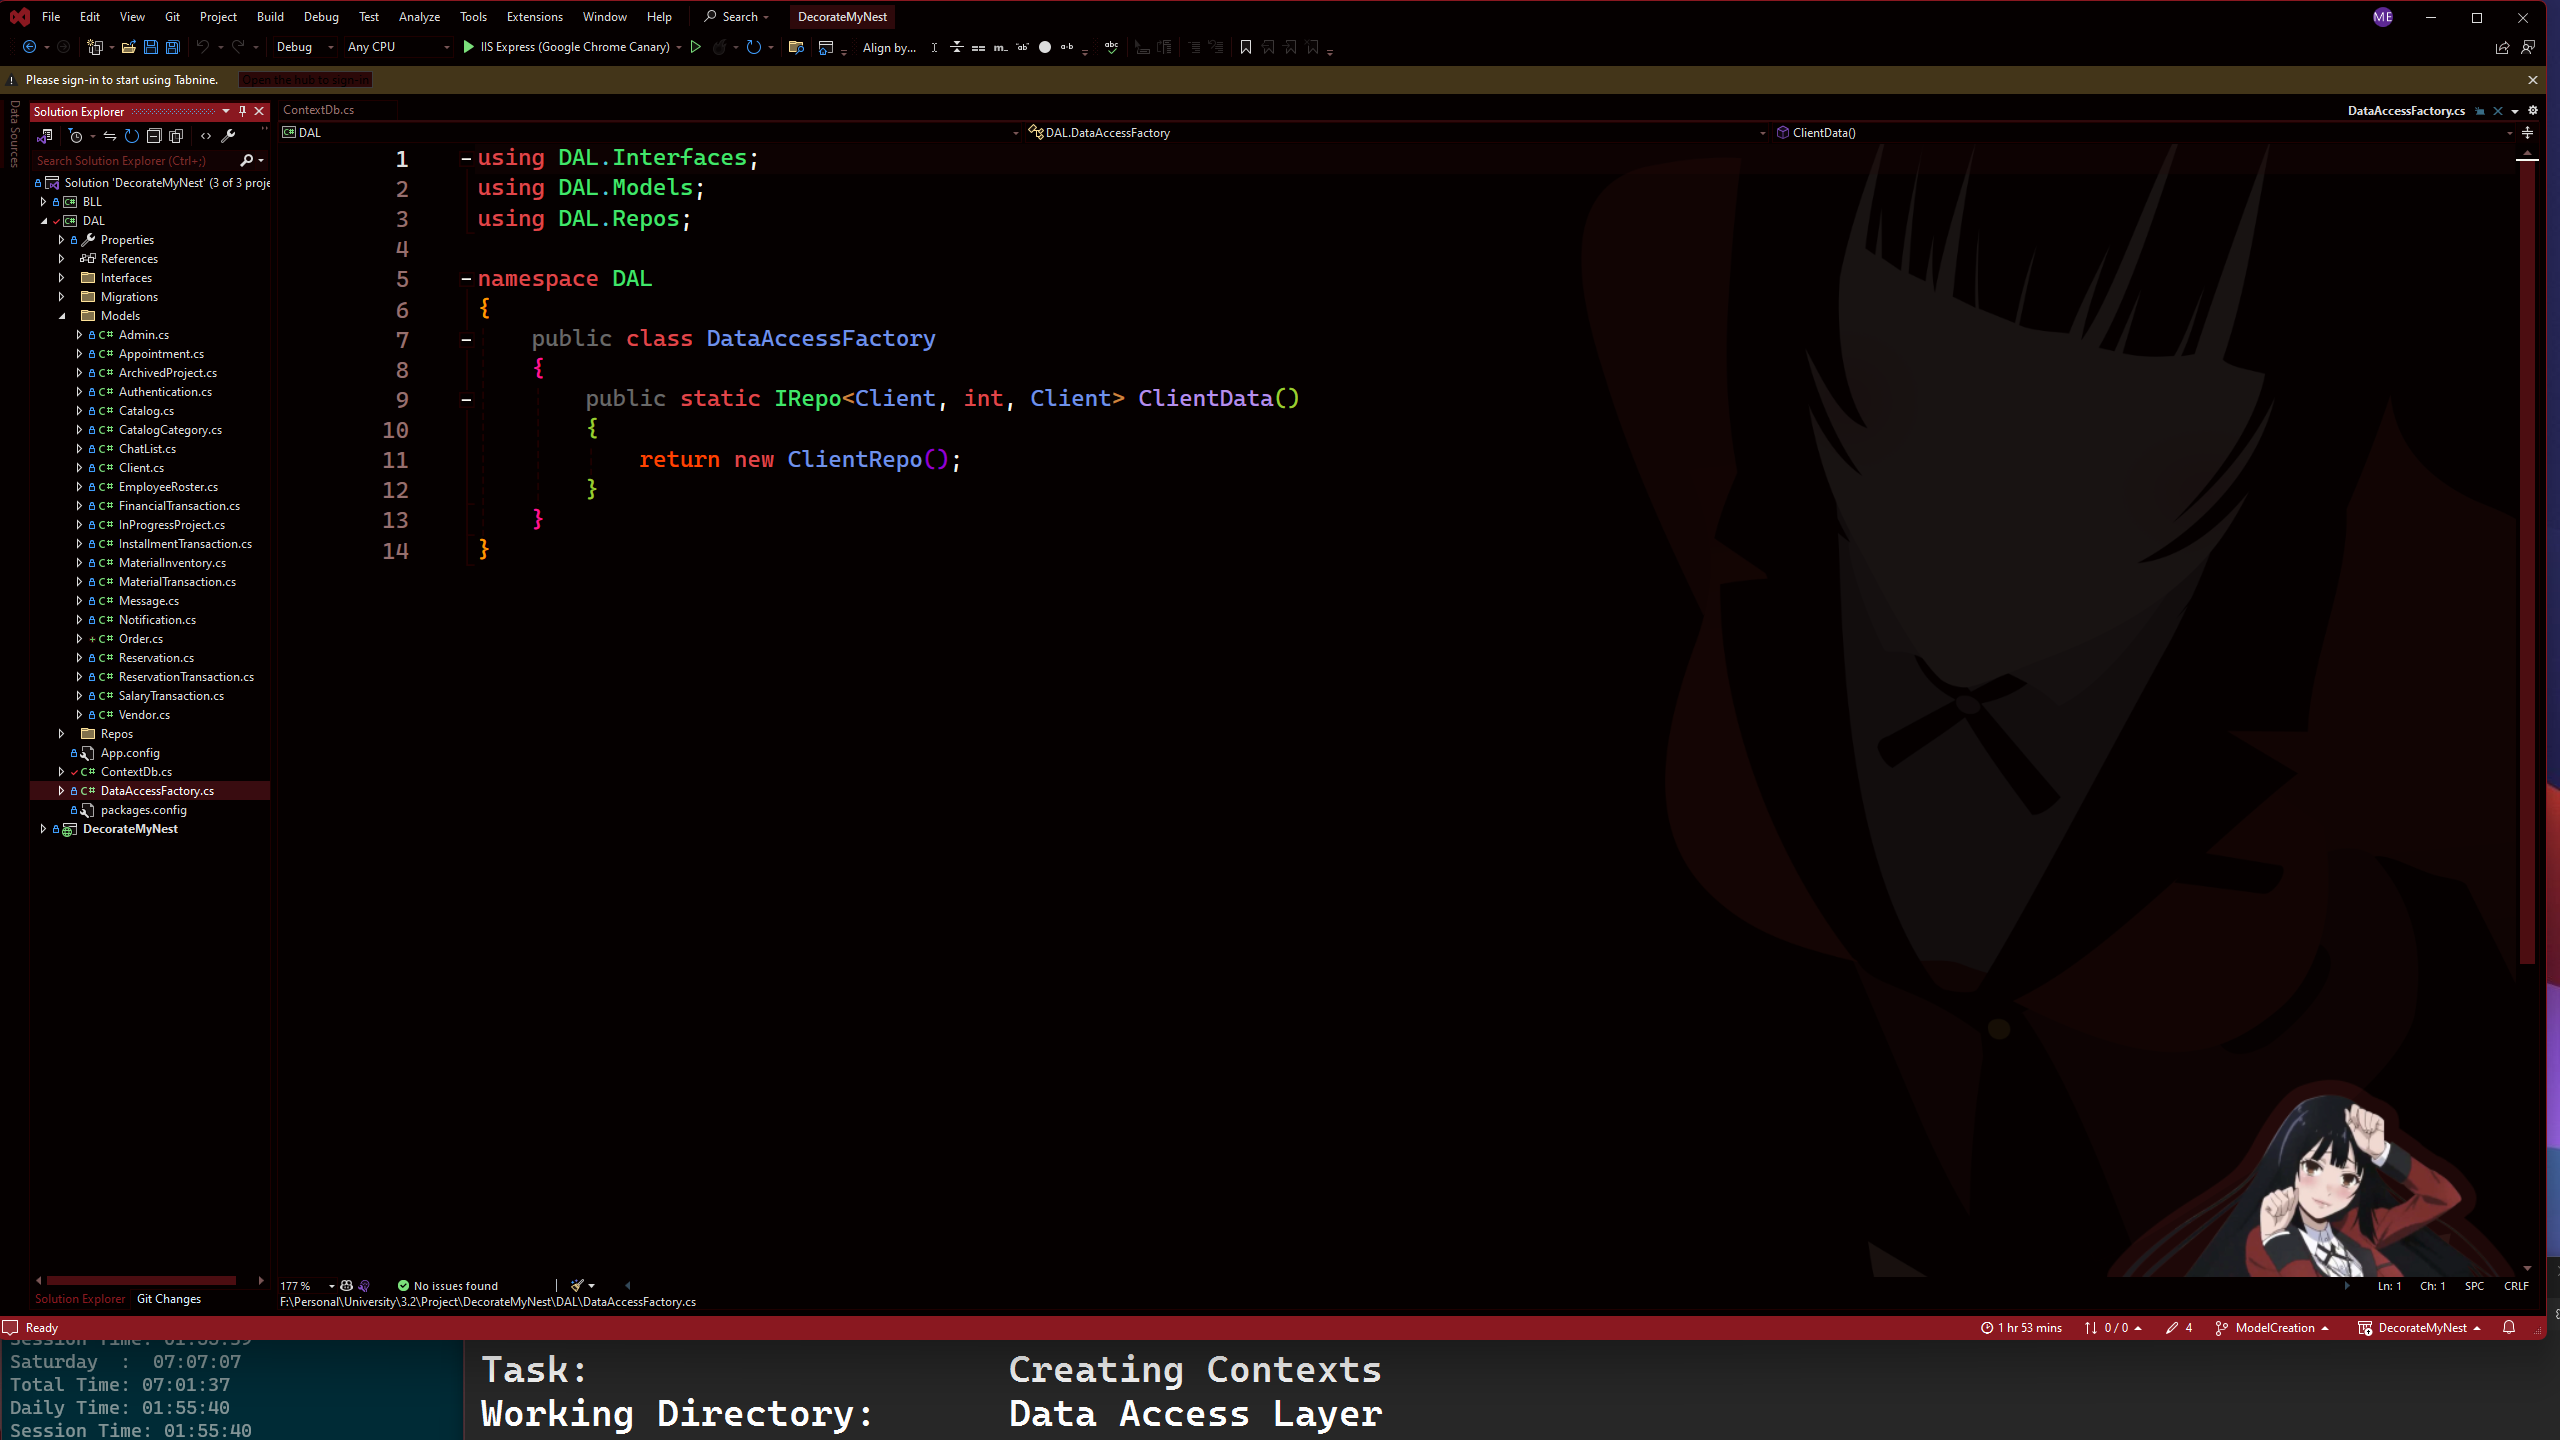 File Edit View Git Project Build Debug Test Analyze Tools Extensions Window Help Search DecorateMyNest ME
Debug Any CPU IIS Express (Google Chrome Canary) Align by...
Please sign-in to start using Tabnine. Open the hub to sign-in
Data Sources
Solution Explorer
Search Solution Explorer (Ctrl+;)
Solution 'DecorateMyNest' (3 of 3 proje
BLL
DAL
Properties
References
Interfaces
Migrations
Models
C# Admin.cs
C# Appointment.cs
C# ArchivedProject.cs
C# Authentication.cs
C# Catalog.cs
C# CatalogCategory.cs
C# ChatList.cs
C# Client.cs
C# EmployeeRoster.cs
C# FinancialTransaction.cs
C# InProgressProject.cs
C# InstallmentTransaction.cs
C# MaterialInventory.cs
C# MaterialTransaction.cs
C# Message.cs
C# Notification.cs
+ C# Order.cs
C# Reservation.cs
C# ReservationTransaction.cs
C# SalaryTransaction.cs
C# Vendor.cs
Repos
App.config
C# ContextDb.cs
C# DataAccessFactory.cs
packages.config
DecorateMyNest
Solution Explorer Git Changes
ContextDb.cs DataAccessFactory.cs
DAL DAL.DataAccessFactory ClientData()
1 using DAL.Interfaces;
2 using DAL.Models;
3 using DAL.Repos;
4
5 namespace DAL
6 {
7 public class DataAccessFactory
8 {
9 public static IRepo<Client, int, Client> ClientData()
10 {
11 return new ClientRepo();
12 }
13 }
14 }
177 % No issues found Ln: 1 Ch: 1 SPC CRLF
F:\Personal\University\3.2\Project\DecorateMyNest\DAL\DataAccessFactory.cs
Ready 1 hr 53 mins 0 / 0 4 ModelCreation DecorateMyNest
Saturday : 07:07:07
Total Time: 07:01:37
Daily Time: 01:55:40
Session Time: 01:55:40
Task: Creating Contexts
Working Directory: Data Access Layer